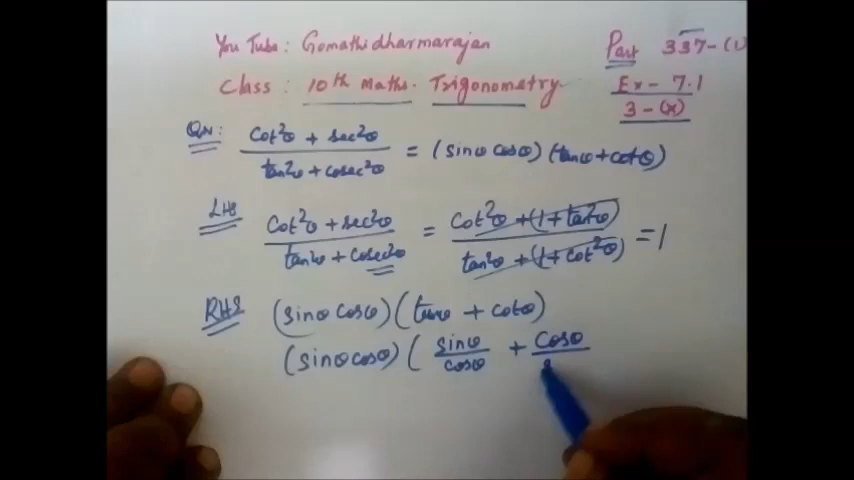 You Tube : Gomathidharmarajan
Part 337-(1)
Class : 10th Maths. Trigonometry.
Ex - 7.1
3-(x)
QN: cot²θ + sec²θ / tan²θ + cosec²θ = (sinθ cosθ) (tanθ + cotθ)
LHS cot²θ + sec²θ / tan²θ + cosec²θ = cot²θ + (1 + tan²θ) / tan²θ + (1 + cot²θ) = 1
RHS (sinθ cosθ) (tanθ + cotθ)
(sinθ cosθ) ( sinθ / cosθ + cosθ / s